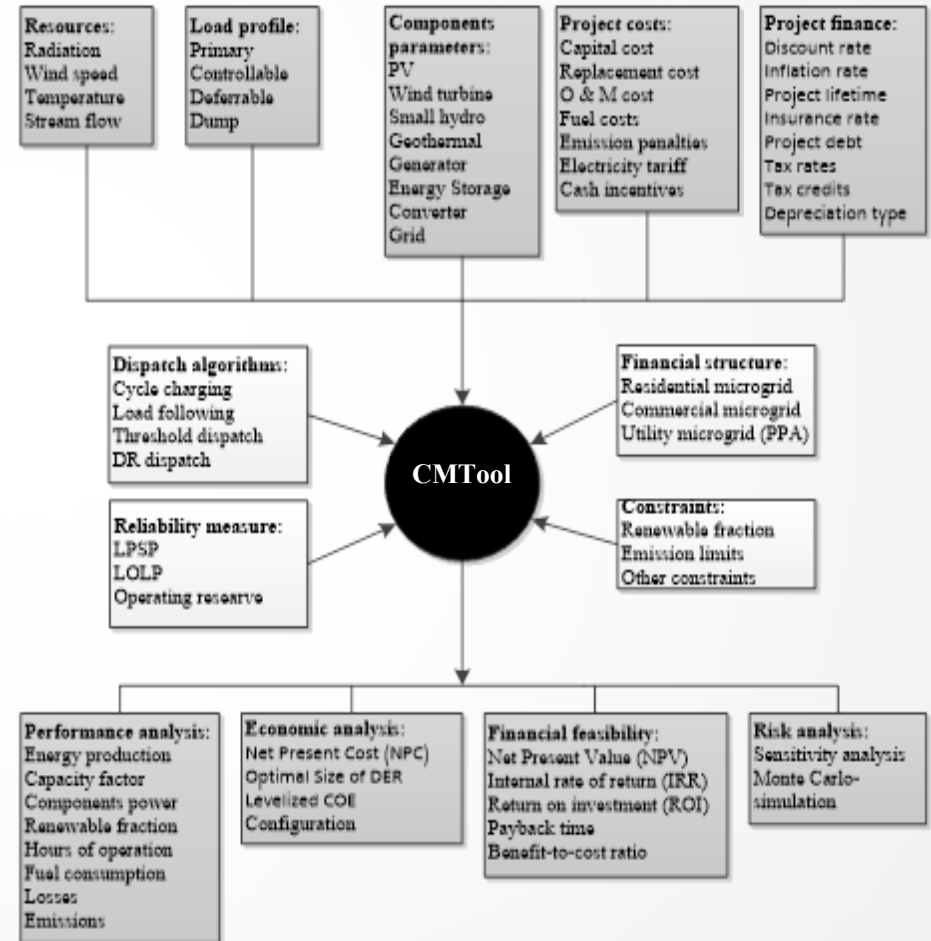 Resources:
Radiation
Wind speed
Temperature
Stream flow
Load profile:
Primary
Controllable
Deferrable
Dump
Components
parameters:
PV
Wind turbine
Small hydro
Geothermal
Generator
Energy Storage
Converter
Grid
Project costs:
Capital cost
Replacement cost
O & M cost
Fuel costs
Emission penalties
Electricity tariff
Cash incentives
Project finance:
Discount rate
Inflation rate
Project lifetime
Insurance rate
Project debt
Tax rates
Tax credits
Depreciation type
Dispatch algorithms:
Cycle charging
Load following
Threshold dispatch
DR dispatch
Financial structure:
Residential microgrid
Commercial microgrid
Utility microgrid (PPA)
CMTool
Reliability measure:
LPSP
LOLP
Operating researve
Constraints:
Renewable fraction
Emission limits
Other constraints
Performance analysis:
Energy production
Capacity factor
Components power
Renewable fraction
Hours of operation
Fuel consumption
Losses
Emissions
Economic analysis:
Net Present Cost (NPC)
Optimal Size of DER
Levelized COE
Configuration
Financial feasibility:
Net Present Value (NPV)
Internal rate of return (IRR)
Return on investment (ROI)
Payback time
Benefit-to-cost ratio
Risk analysis:
Sensitivity analysis
Monte Carlo-
simulation